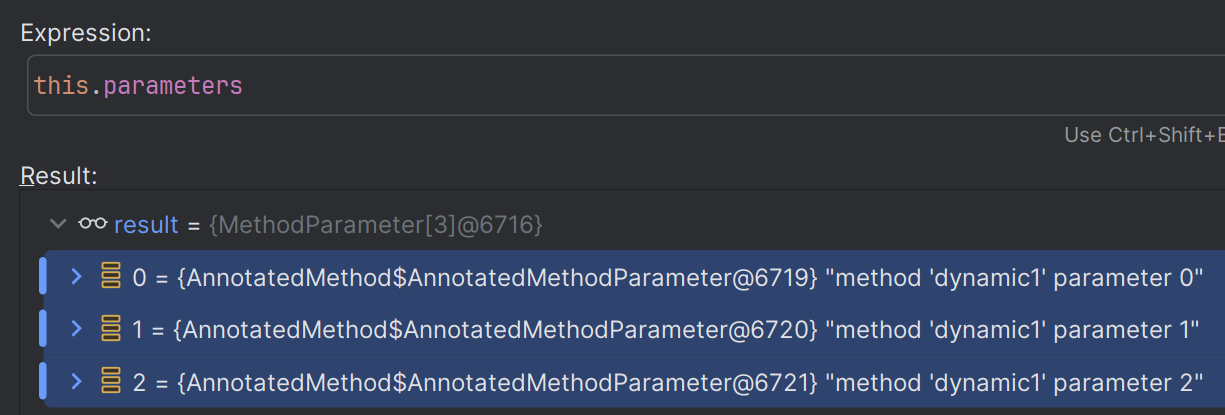 Expression:
this.parameters
Use Ctrl+Shift+E
Result:
result = {MethodParameter[3]@6716}
0 = {AnnotatedMethod$AnnotatedMethodParameter@6719} "method 'dynamic1' parameter 0"
1 = {AnnotatedMethod$AnnotatedMethodParameter@6720} "method 'dynamic1' parameter 1"
2 = {AnnotatedMethod$AnnotatedMethodParameter@6721} "method 'dynamic1' parameter 2"